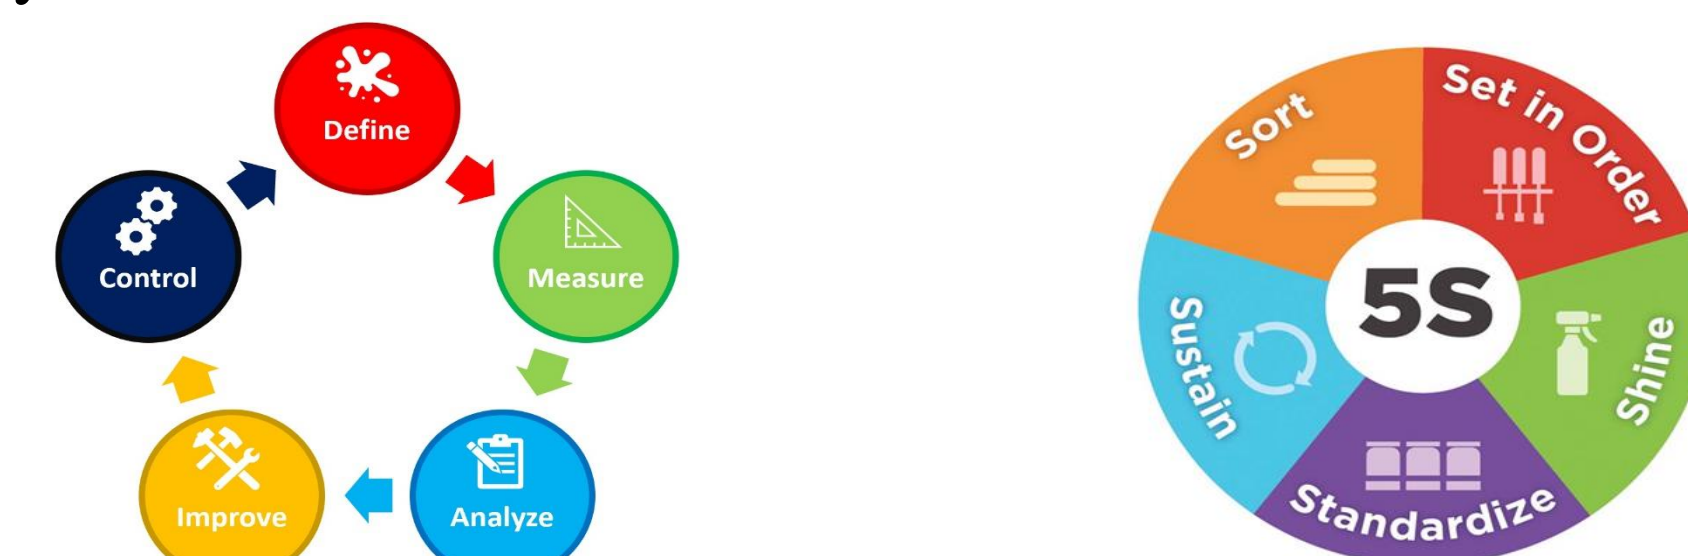 Define
Measure
Analyze
Improve
Control
5S
Sort
Set in Order
Shine
Standardize
Sustain